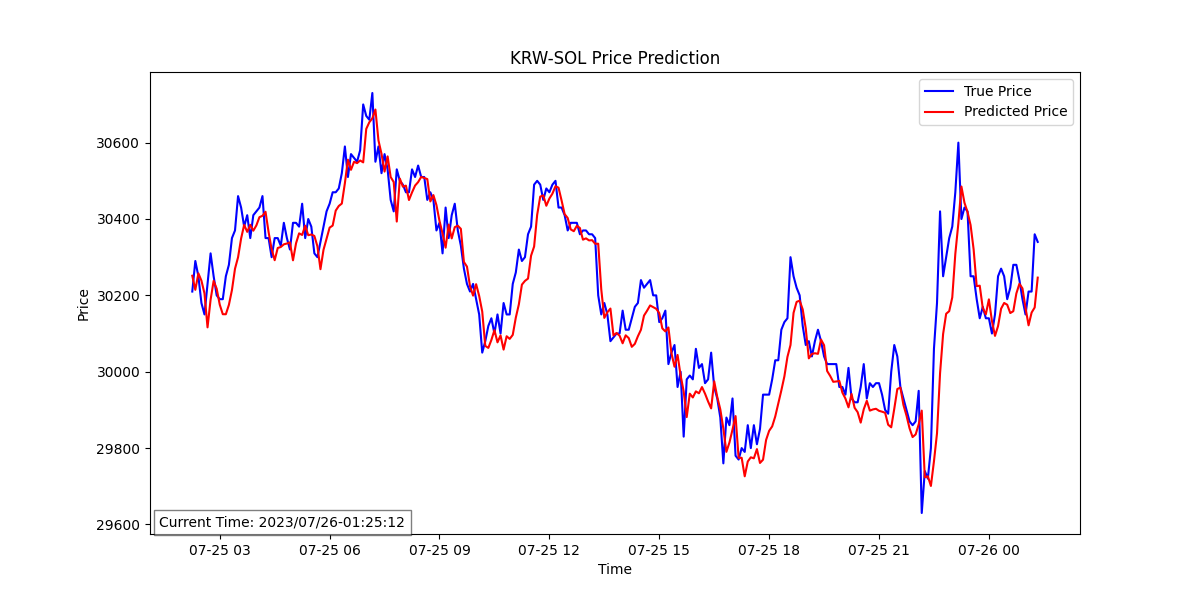 KRW-SOL Price Prediction
True Price
Predicted Price
30600
30400
30200
30000
29800
29600
Price
Current Time: 2023/07/26-01:25:12
07-25 03
07-25 06
07-25 09
07-25 12
07-25 15
07-25 18
07-25 21
07-26 00
Time